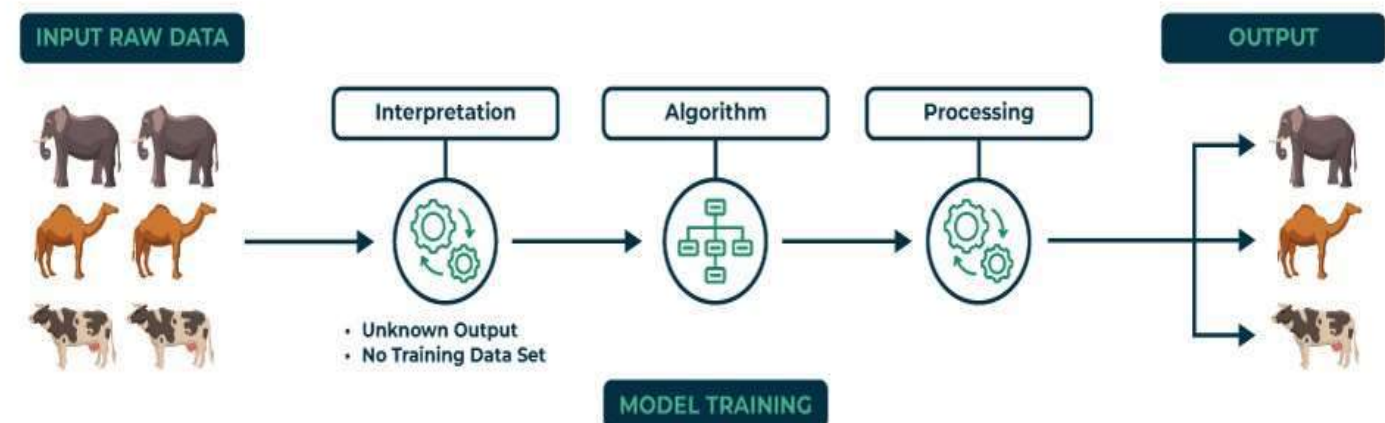 INPUT RAW DATA
OUTPUT
Interpretation
Algorithm
Processing
• Unknown Output
• No Training Data Set
MODEL TRAINING